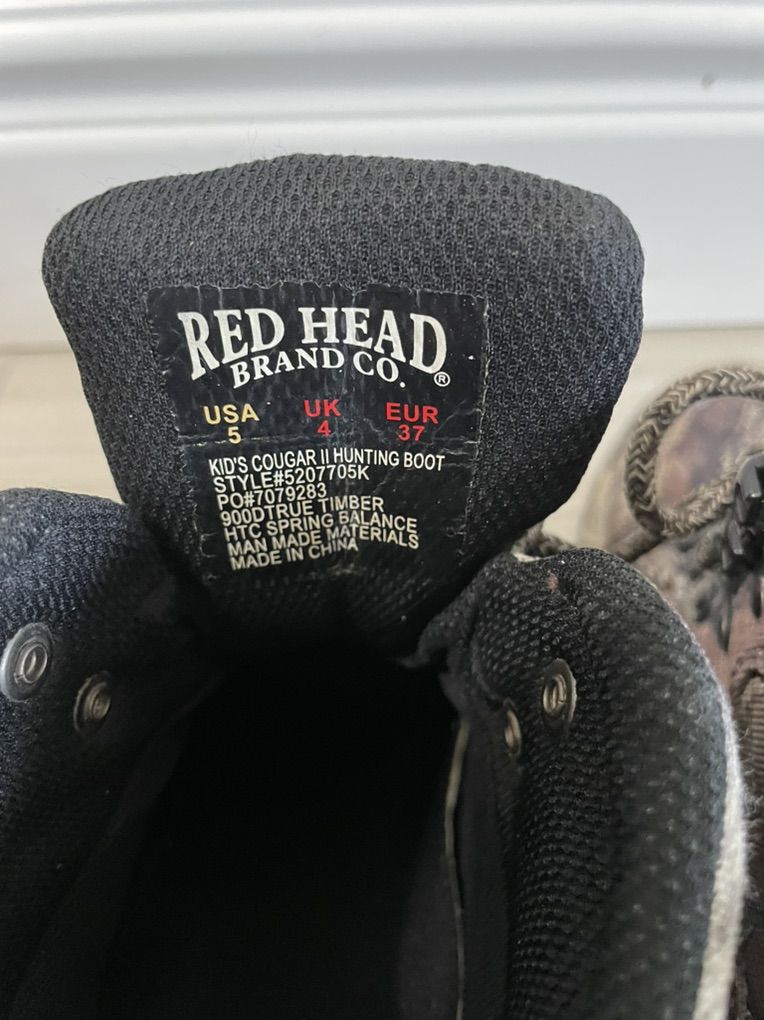 RED HEAD
BRAND CO. ®
USA UK EUR
5 4 37
KID'S COUGAR II HUNTING BOOT
STYLE#5207705K
PO#7079283
900DTRUE TIMBER
HTC SPRING BALANCE
MAN MADE MATERIALS
MADE IN CHINA